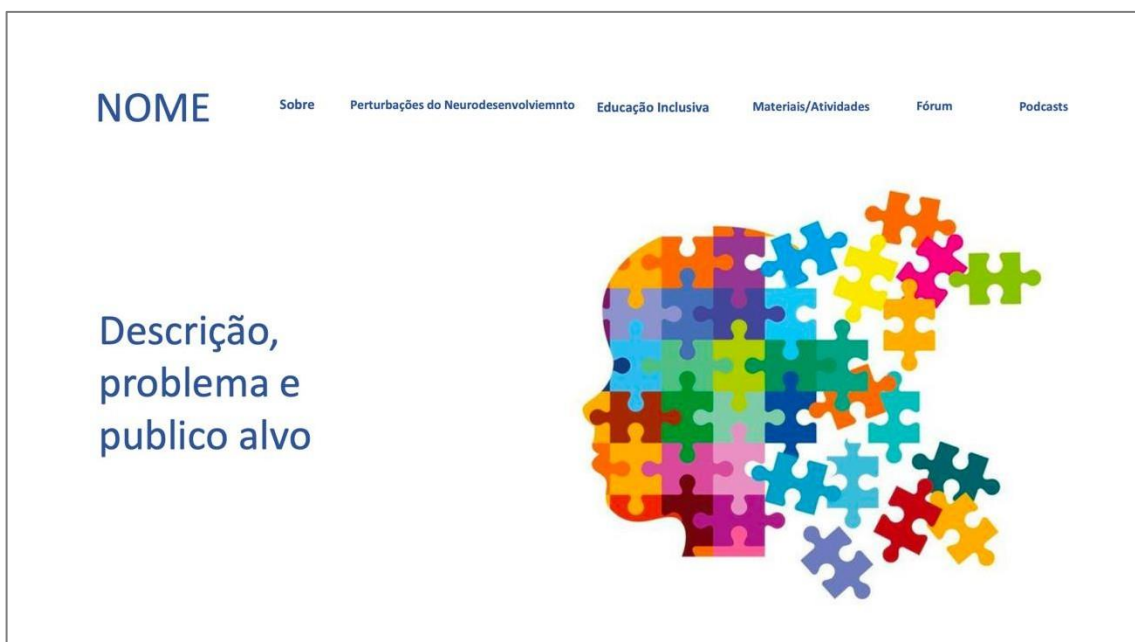 NOME
Sobre
Perturbações do Neurodesenvolviemnto
Educação Inclusiva
Materiais/Atividades
Fórum
Podcasts
Descrição,
problema e
publico alvo